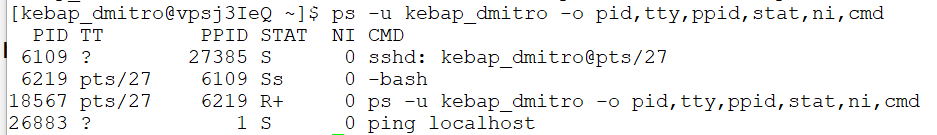 [kebap_dmitro@vpsj3IeQ ~]$ ps -u kebap_dmitro -o pid,tty,ppid,stat,ni,cmd
  PID TT        PPID STAT  NI CMD
 6109 ?        27385 S      0 sshd: kebap_dmitro@pts/27
 6219 pts/27    6109 Ss     0 -bash
18567 pts/27    6219 R+     0 ps -u kebap_dmitro -o pid,tty,ppid,stat,ni,cmd
26883 ?            1 S      0 ping localhost